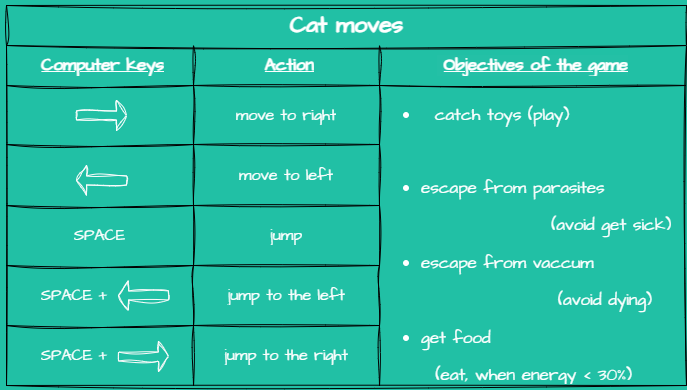 Cat moves
Computer keys
Action
Objectives of the game
move to right
move to left
SPACE
jump
SPACE +
jump to the left
SPACE +
jump to the right
• catch toys (play)
• escape from parasites
(avoid get sick)
• escape from vaccum
(avoid dying)
• get food
(eat, when energy < 30%)